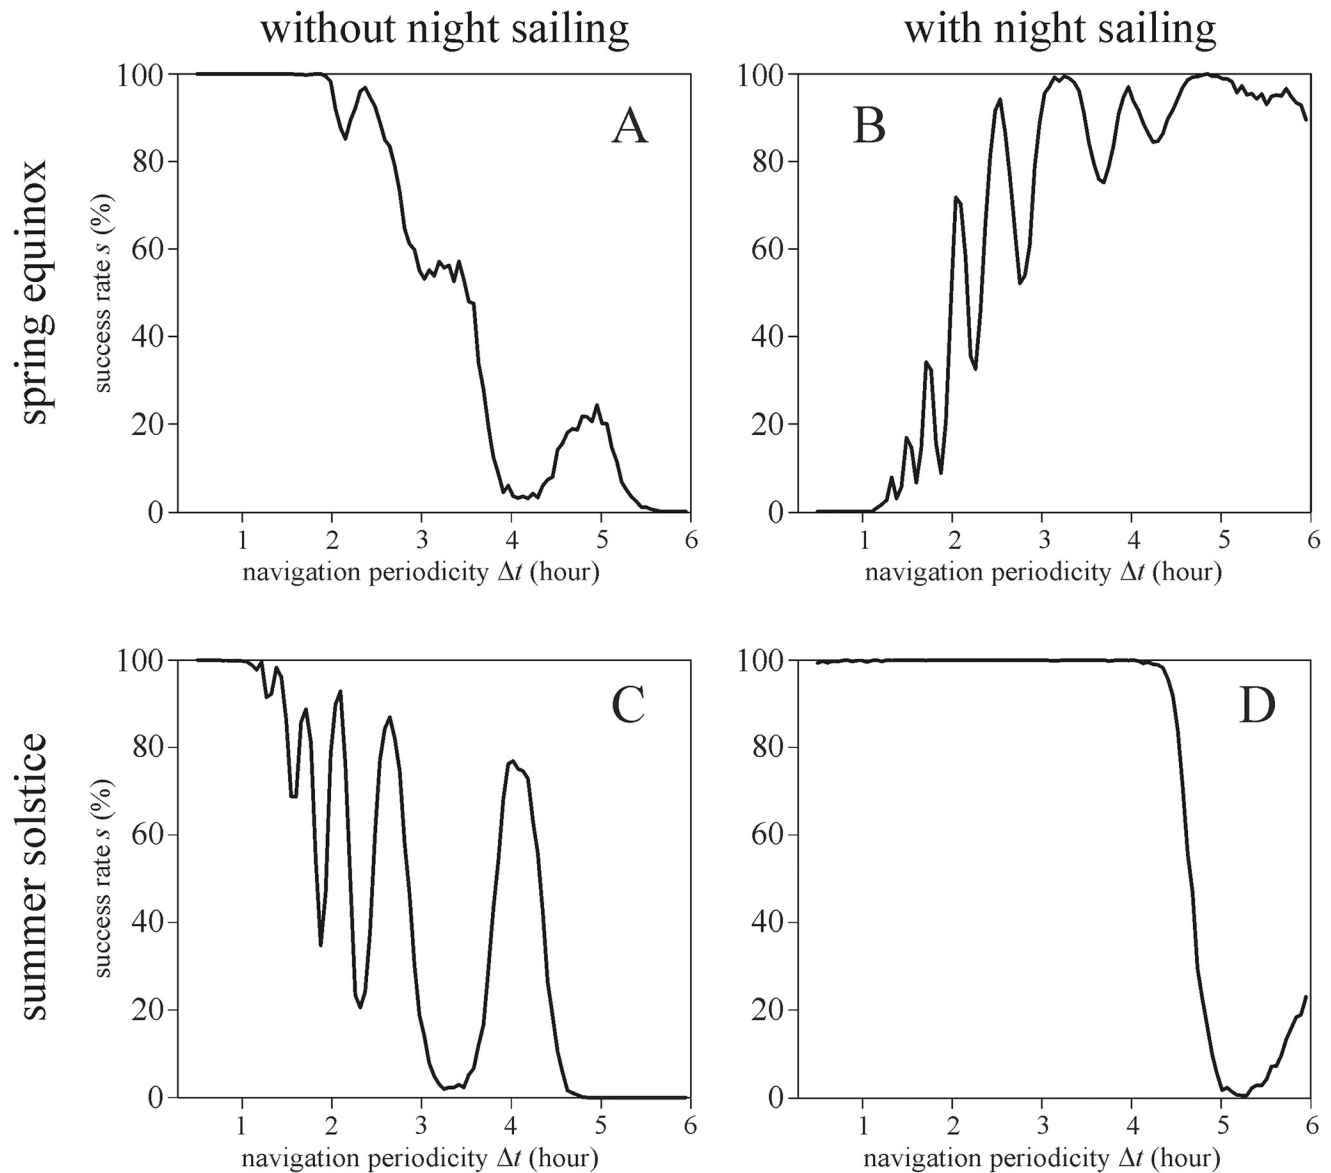 without night sailing
with night sailing
spring equinox
success rate s (%)
100
80
60
40
20
0
A
1 2 3 4 5 6
navigation periodicity Δt (hour)
100
80
60
40
20
0
B
1 2 3 4 5 6
navigation periodicity Δt (hour)
summer solstice
success rate s (%)
100
80
60
40
20
0
C
1 2 3 4 5 6
navigation periodicity Δt (hour)
100
80
60
40
20
0
D
1 2 3 4 5 6
navigation periodicity Δt (hour)